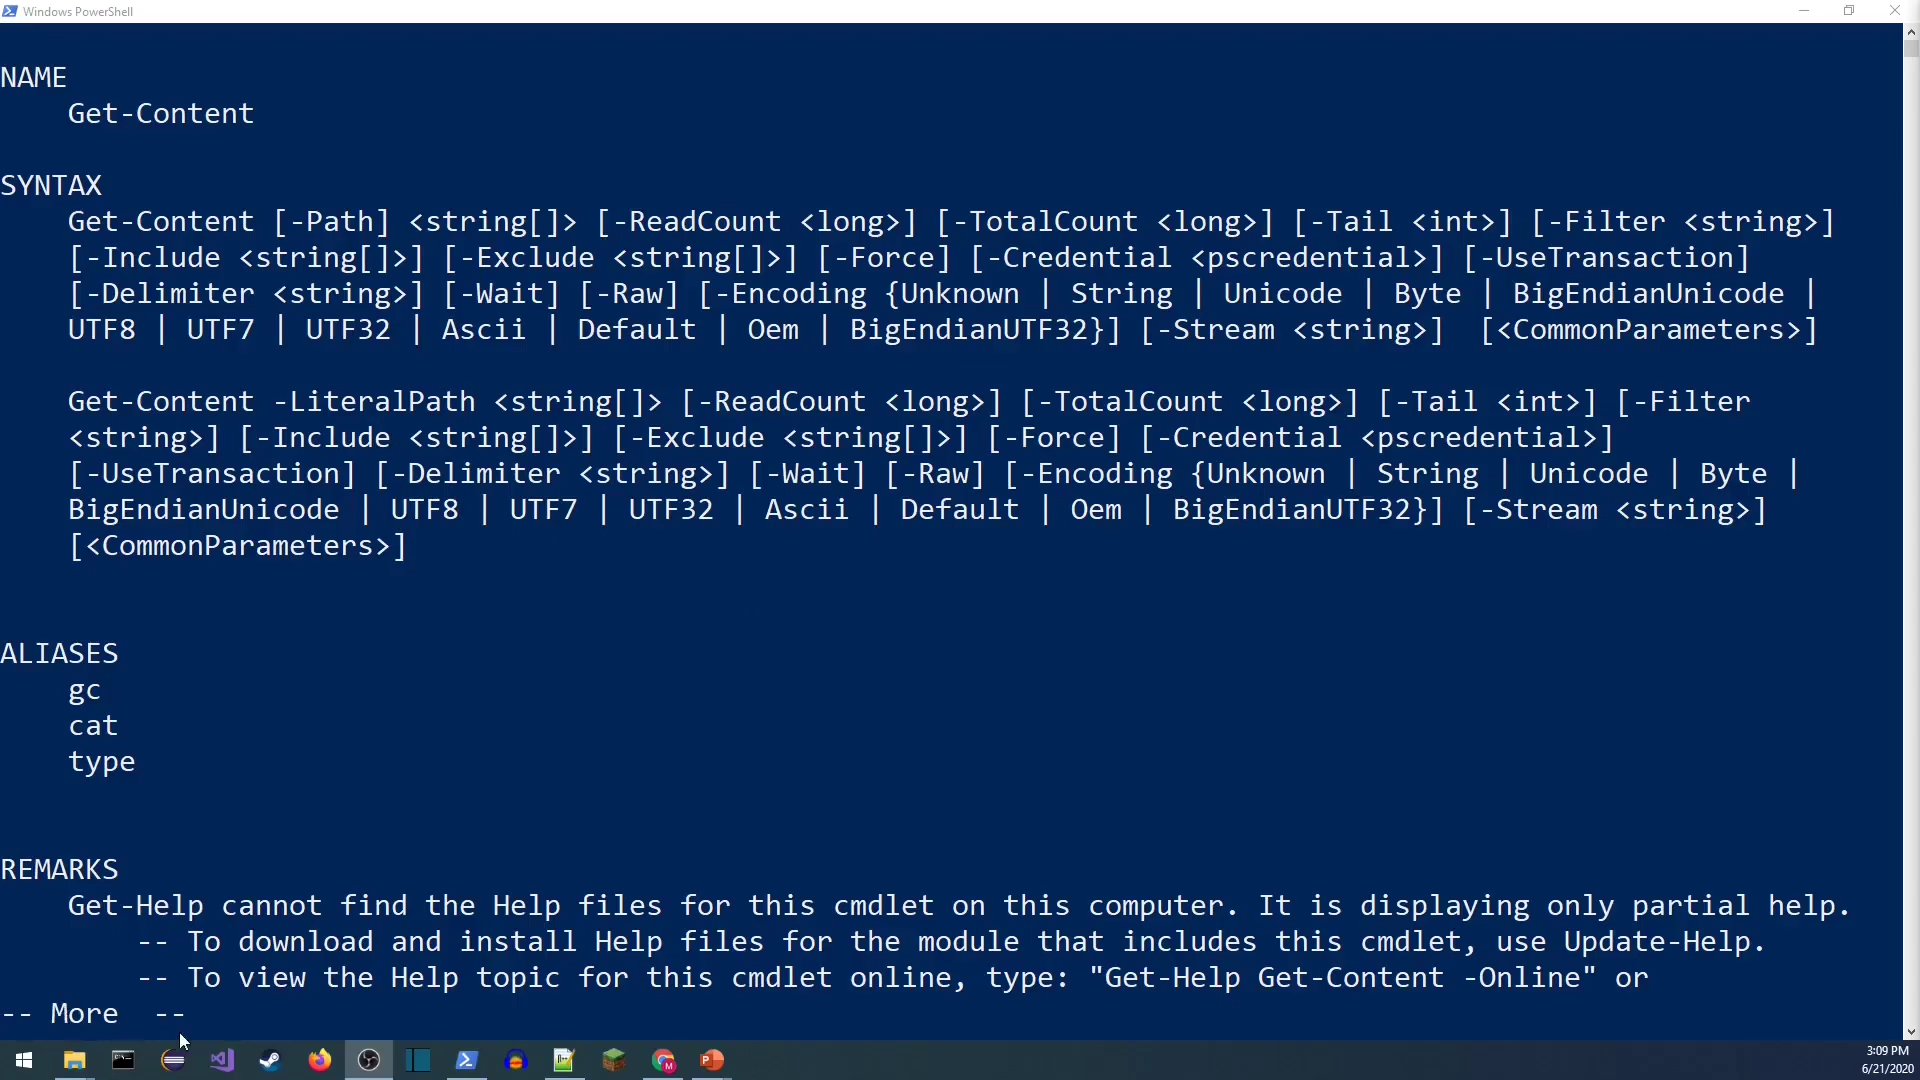 Windows PowerShell
NAME
Get-Content
SYNTAX
Get-Content [-Path] <string[]> [-ReadCount <long>] [-TotalCount <long>] [-Tail <int>] [-Filter <string>]
[-Include <string[]>] [-Exclude <string[]>] [-Force] [-Credential <pscredential>] [-UseTransaction]
[-Delimiter <string>] [-Wait] [-Raw] [-Encoding {Unknown | String | Unicode | Byte | BigEndianUnicode |
UTF8 | UTF7 | UTF32 | Ascii | Default | Oem | BigEndianUTF32}] [-Stream <string>]  [<CommonParameters>]
Get-Content -LiteralPath <string[]> [-ReadCount <long>] [-TotalCount <long>] [-Tail <int>] [-Filter
<string>] [-Include <string[]>] [-Exclude <string[]>] [-Force] [-Credential <pscredential>]
[-UseTransaction] [-Delimiter <string>] [-Wait] [-Raw] [-Encoding {Unknown | String | Unicode | Byte |
BigEndianUnicode | UTF8 | UTF7 | UTF32 | Ascii | Default | Oem | BigEndianUTF32}] [-Stream <string>]
[<CommonParameters>]
ALIASES
gc
cat
type
REMARKS
Get-Help cannot find the Help files for this cmdlet on this computer. It is displaying only partial help.
-- To download and install Help files for the module that includes this cmdlet, use Update-Help.
-- To view the Help topic for this cmdlet online, type: "Get-Help Get-Content -Online" or
-- More  --
3:09 PM
6/21/2020